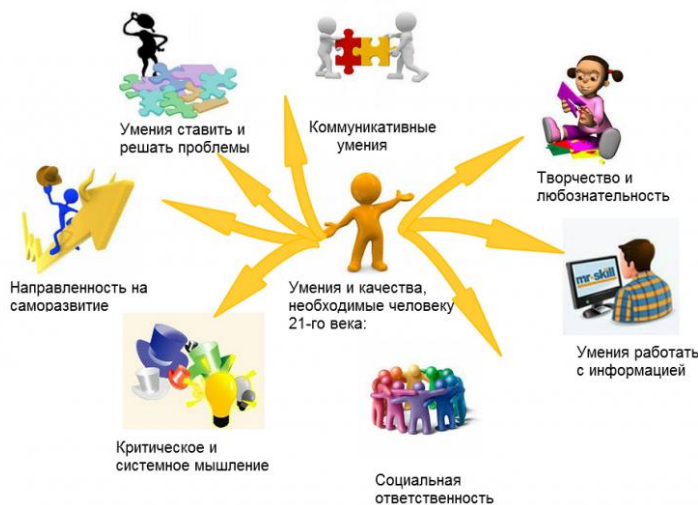 Умения ставить и
решать проблемы
Коммуникативные
умения
Творчество и
любознательность
mr-skill
Направленность на
саморазвитие
Умения и качества,
необходимые человеку
21-го века:
Умения работать
с информацией
Критическое и
системное мышление
Социальная
ответственность